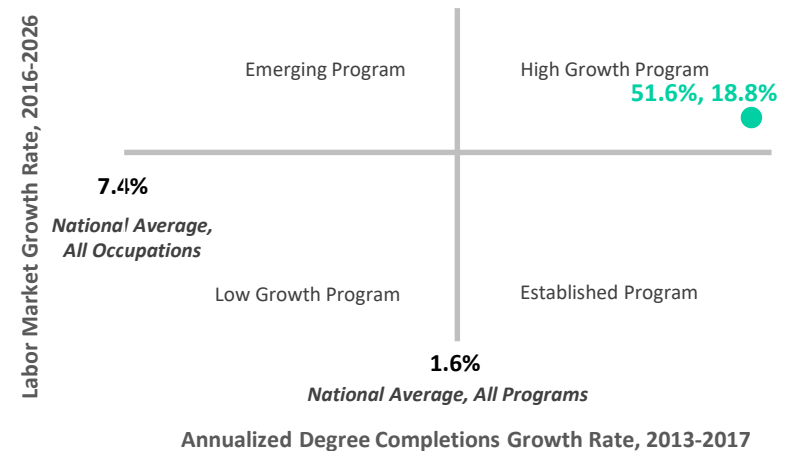 Labor Market Growth Rate, 2016-2026
Emerging Program
High Growth Program
51.6%, 18.8%
7.4%
National Average,
All Occupations
Low Growth Program
Established Program
1.6%
National Average, All Programs
Annualized Degree Completions Growth Rate, 2013-2017